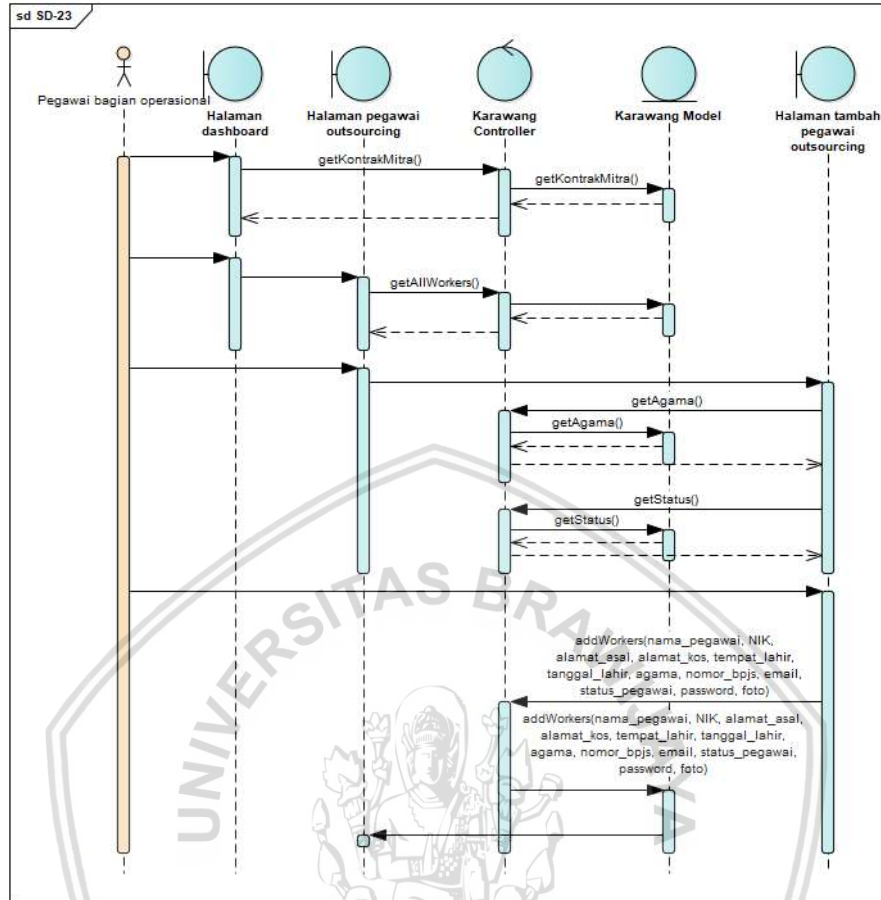 sd SD-23
Pegawai bagian operasional
Halaman
dashboard
Halaman pegawai
outsourcing
Karawang
Controller
Karawang Model
Halaman tambah
pegawai
outsourcing
getKontrakMitra()
getKontrakMitra()
getAllWorkers()
getAgama()
getAgama()
getStatus()
getStatus()
addWorkers(nama_pegawai, NIK,
alamat_asal, alamat_kos, tempat_lahir,
tanggal_lahir, agama, nomor_bpjs, email,
status_pegawai, password, foto)
addWorkers(nama_pegawai, NIK, alamat_asal,
alamat_kos, tempat_lahir, tanggal_lahir,
agama, nomor_bpjs, email, status_pegawai,
password, foto)
UNIVERSITAS BRAWIJAYA